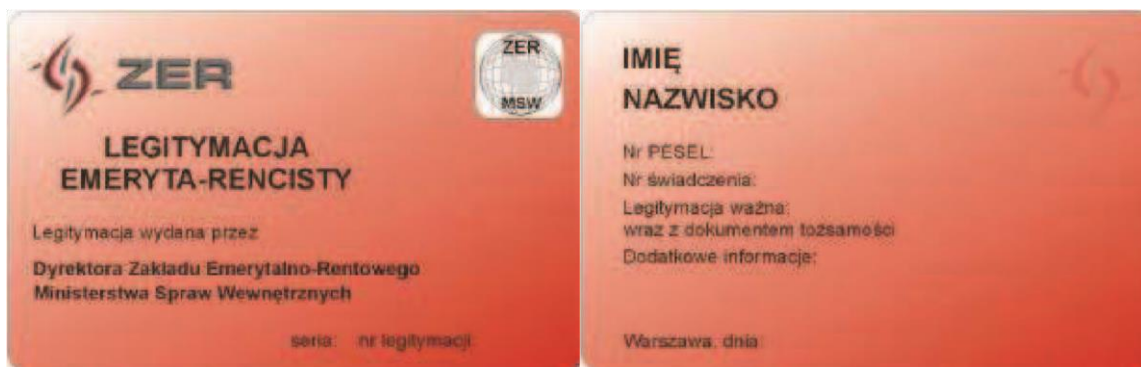 ZER
ZER
MSW
LEGITYMACJA
EMERYTA-RENCISTY
Legitymacja wydana przez
Dyrektora Zakładu Emerytalno-Rentowego
Ministerstwa Spraw Wewnętrznych
seria: nr legitymacji:
IMIĘ
NAZWISKO
Nr PESEL:
Nr świadczenia:
Legitymacja ważna:
wraz z dokumentem tożsamości
Dodatkowe informacje:
Warszawa, dnia: